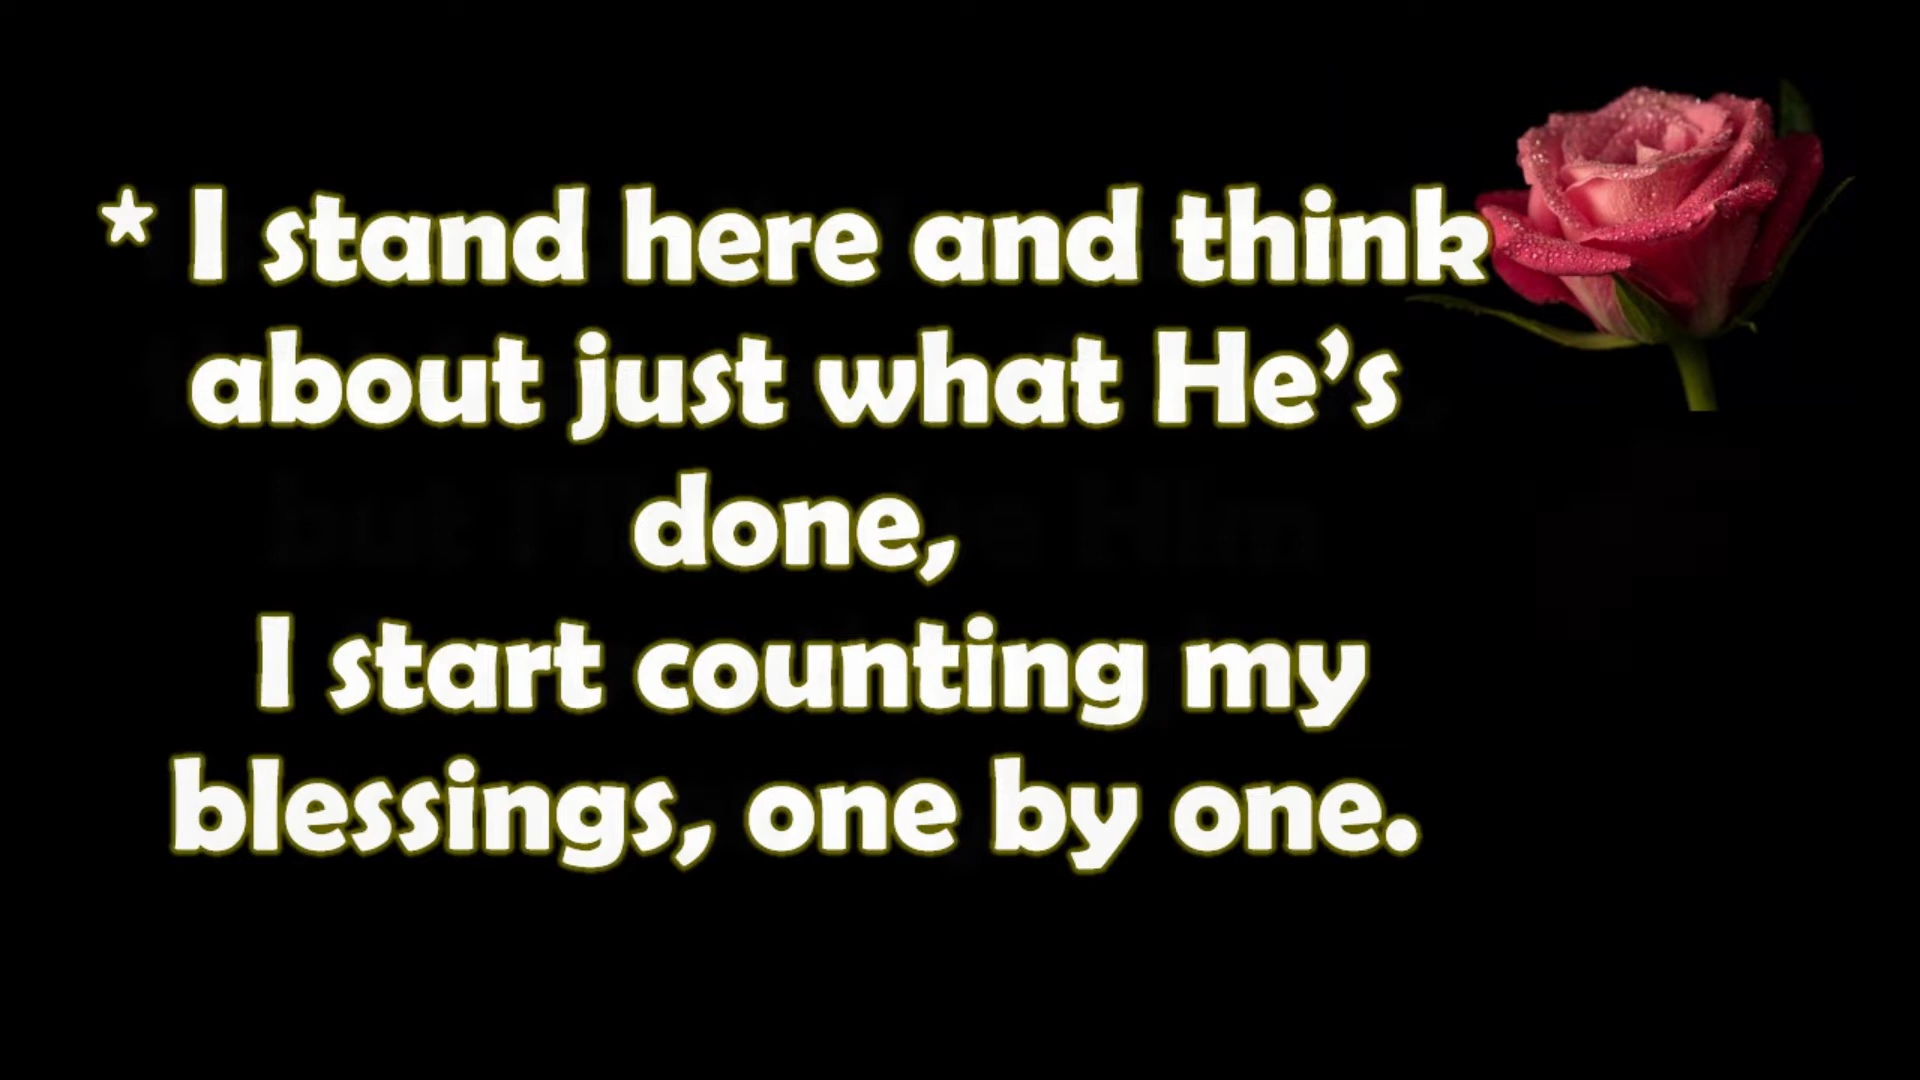 * I stand here and think
about just what He’s
done,
I start counting my
blessings, one by one.